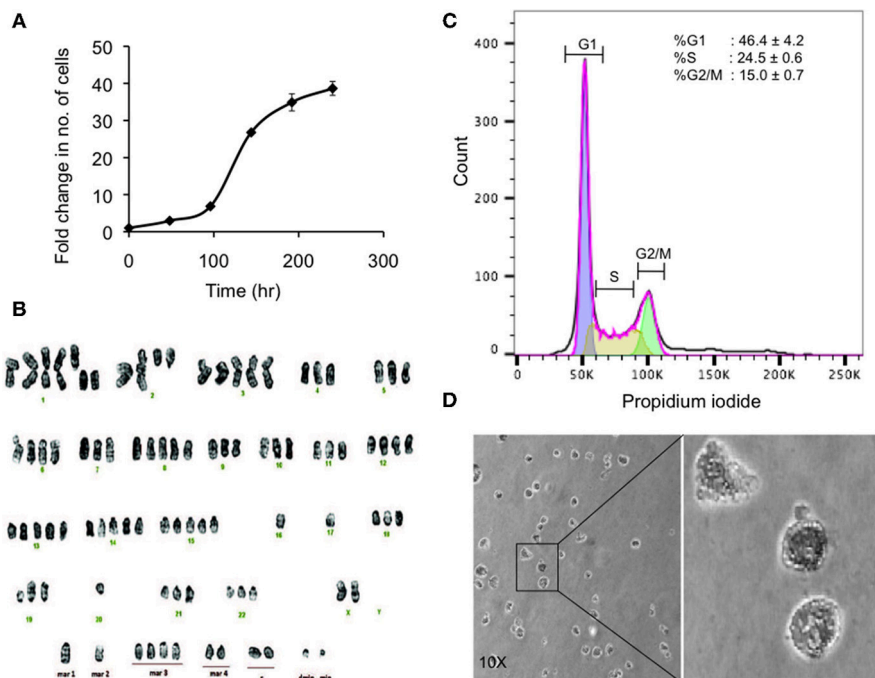 A
50
40
30
20
10
0
0 100 200 300
Fold change in no. of cells
Time (hr)
B
1 2 3 4 5
6 7 8 9 10 11 12
13 14 15 16 17 18
19 20 21 22 X Y
mar 1 mar 2 mar 3 mar 4
C
G1
%G1 : 46.4 ± 4.2
%S : 24.5 ± 0.6
%G2/M : 15.0 ± 0.7
400
300
200
100
0
Count
S
G2/M
0 50K 100K 150K 200K 250K
Propidium iodide
D
10X